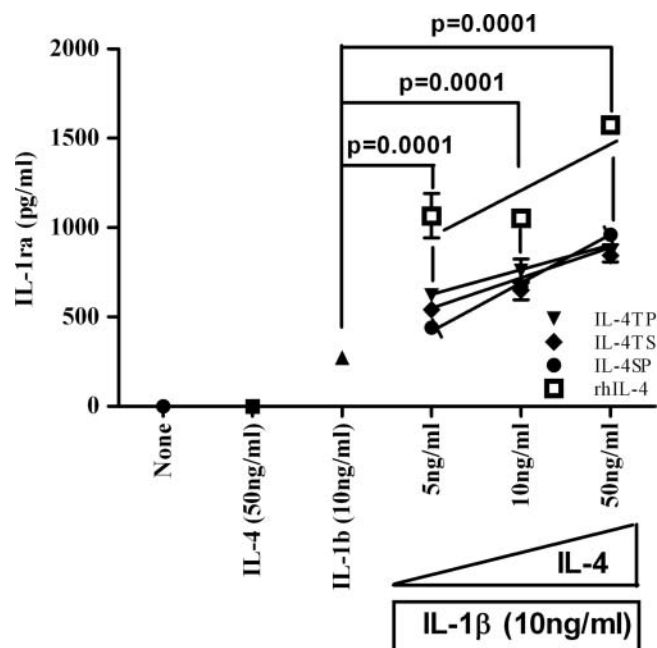 p=0.0001
p=0.0001
p=0.0001
2000
1500
1000
500
0
IL-1ra (pg/ml)
IL-4TP
IL-4TS
IL-4SP
rhIL-4
None
IL-4 (50ng/ml)
IL-1b (10ng/ml)
5ng/ml
10ng/ml
50ng/ml
IL-4
IL-1β (10ng/ml)